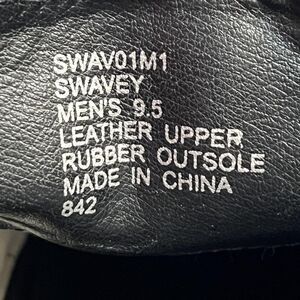 SWAV01M1
SWAVEY
MEN'S 9.5
LEATHER UPPER
RUBBER OUTSOLE
MADE IN CHINA
842